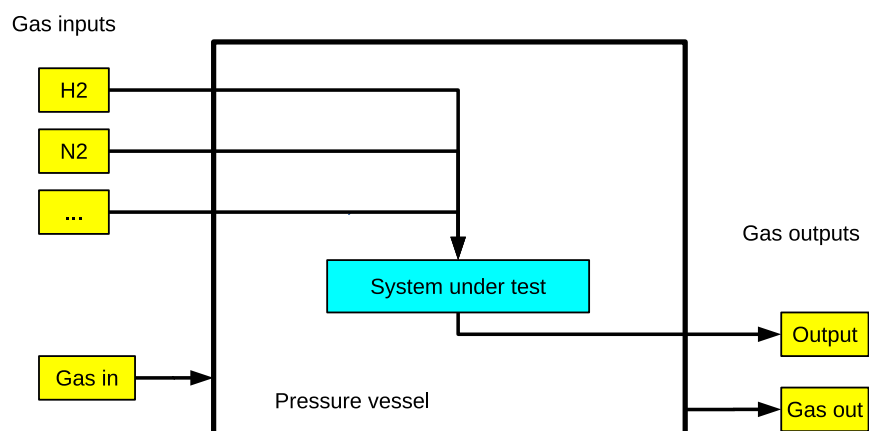 Gas inputs
H2
N2
...
Gas outputs
System under test
Output
Gas in
Pressure vessel
Gas out